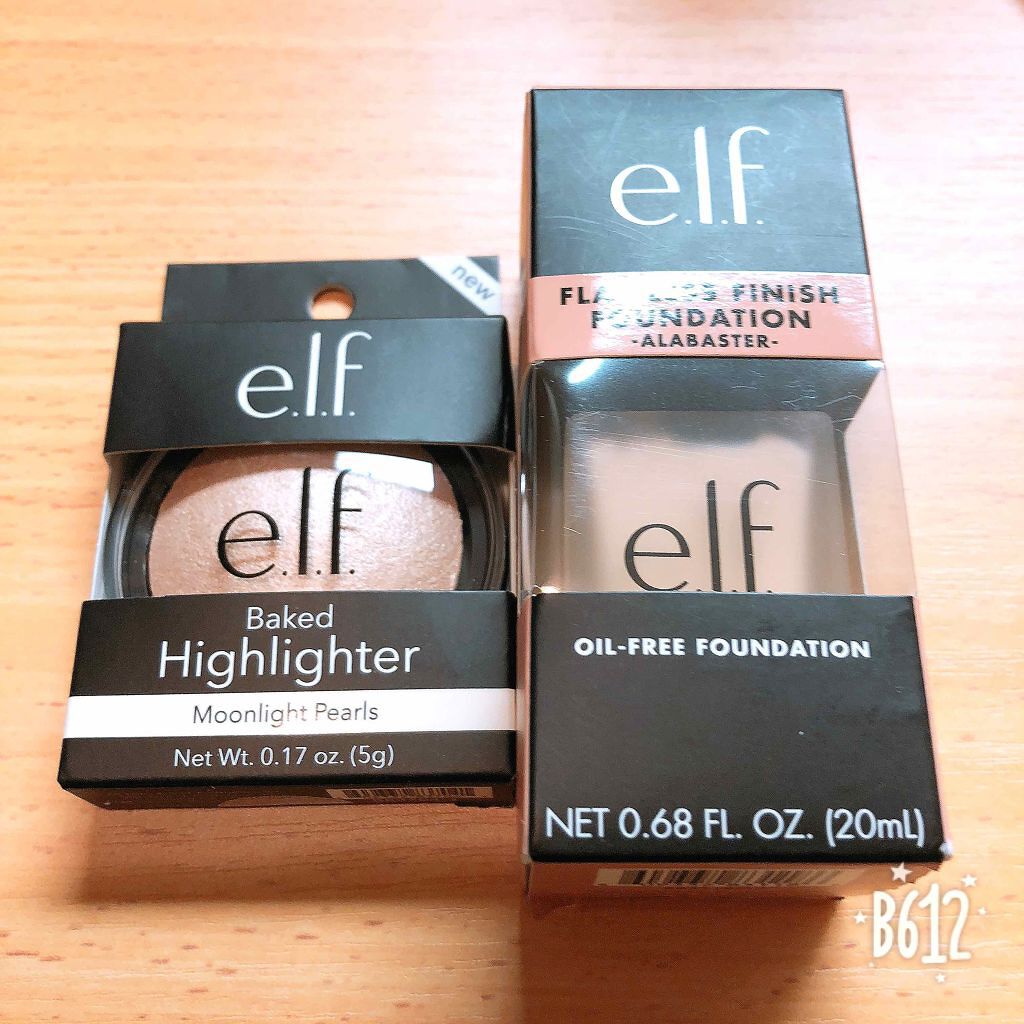 new
e.l.f.
e.l.f.
Baked
Highlighter
Moonlight Pearls
Net Wt. 0.17 oz. (5g)
e.l.f.
FLAWLESS FINISH
FOUNDATION
-ALABASTER-
e.l.f.
OIL-FREE FOUNDATION
NET 0.68 FL. OZ. (20mL)
B612